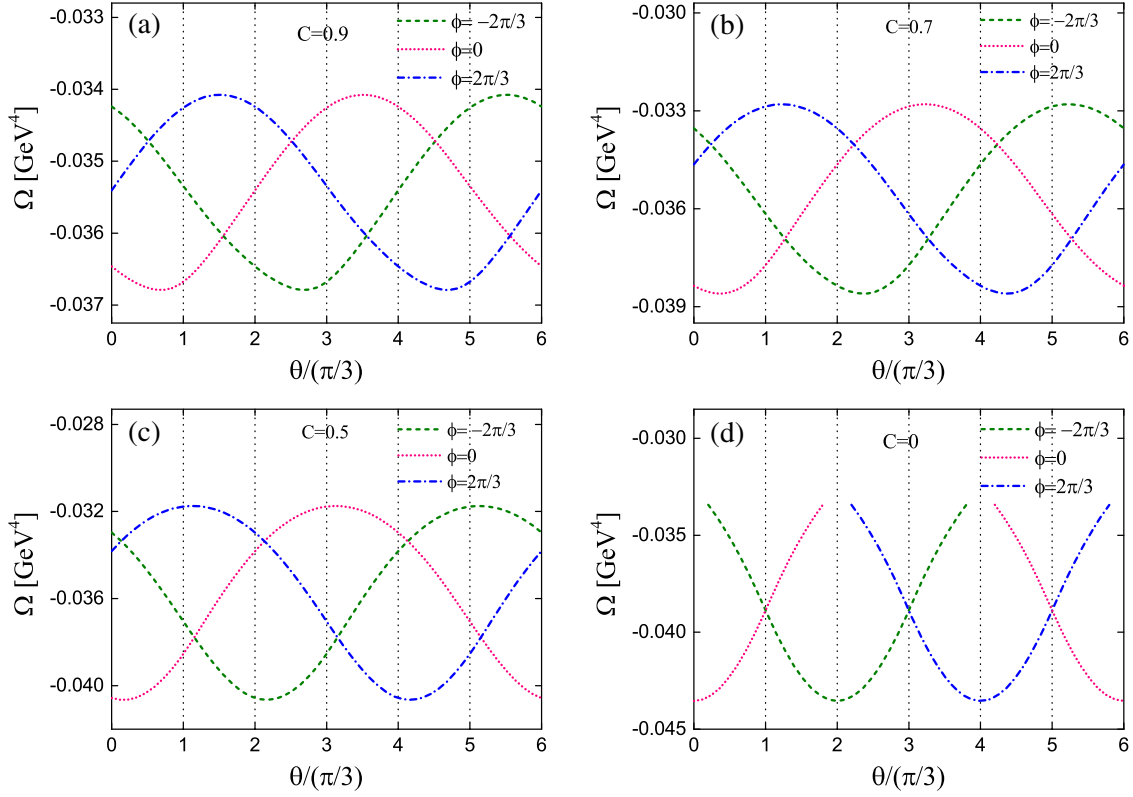 (a)
C=0.9
ϕ= −2π/3
ϕ=0
ϕ=2π/3
Ω [GeV⁴]
-0.033
-0.034
-0.035
-0.036
-0.037
0 1 2 3 4 5 6
θ/(π/3)
(b)
C=0.7
ϕ= −2π/3
ϕ=0
ϕ=2π/3
Ω [GeV⁴]
-0.030
-0.033
-0.036
-0.039
0 1 2 3 4 5 6
θ/(π/3)
(c)
C=0.5
ϕ= −2π/3
ϕ=0
ϕ=2π/3
Ω [GeV⁴]
-0.028
-0.032
-0.036
-0.040
0 1 2 3 4 5 6
θ/(π/3)
(d)
C=0
ϕ= −2π/3
ϕ=0
ϕ=2π/3
Ω [GeV⁴]
-0.030
-0.035
-0.040
-0.045
0 1 2 3 4 5 6
θ/(π/3)